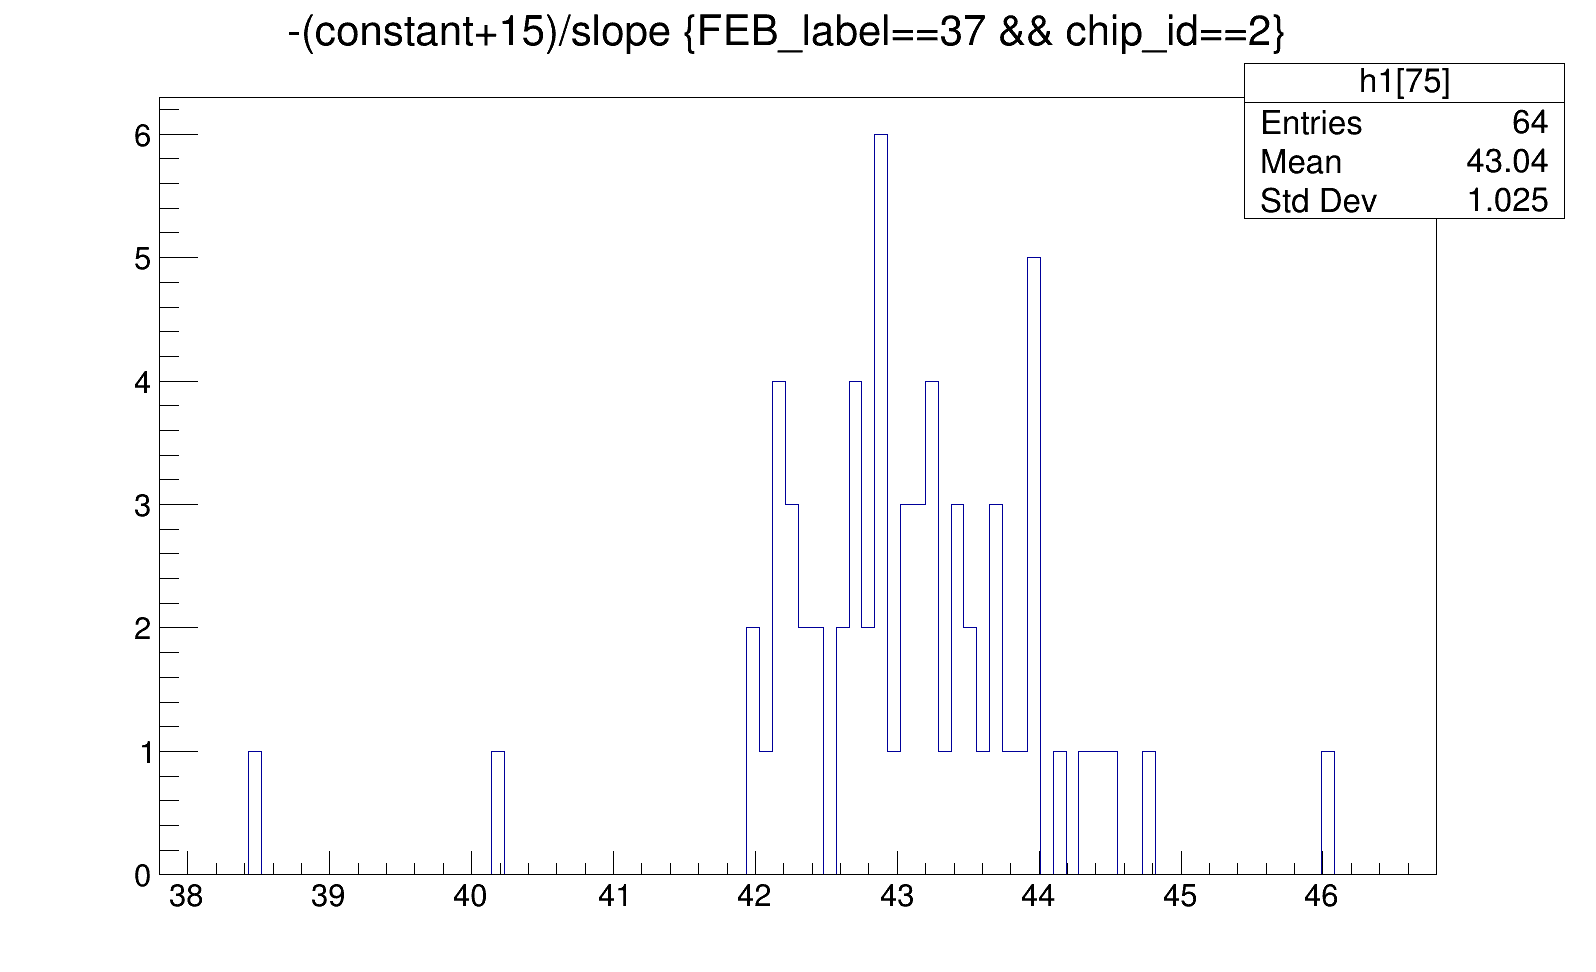 -(constant+15)/slope {FEB_label==37 && chip_id==2}
h1[75]
Entries 64
Mean 43.04
Std Dev 1.025
6
5
4
3
2
1
0
38 39 40 41 42 43 44 45 46